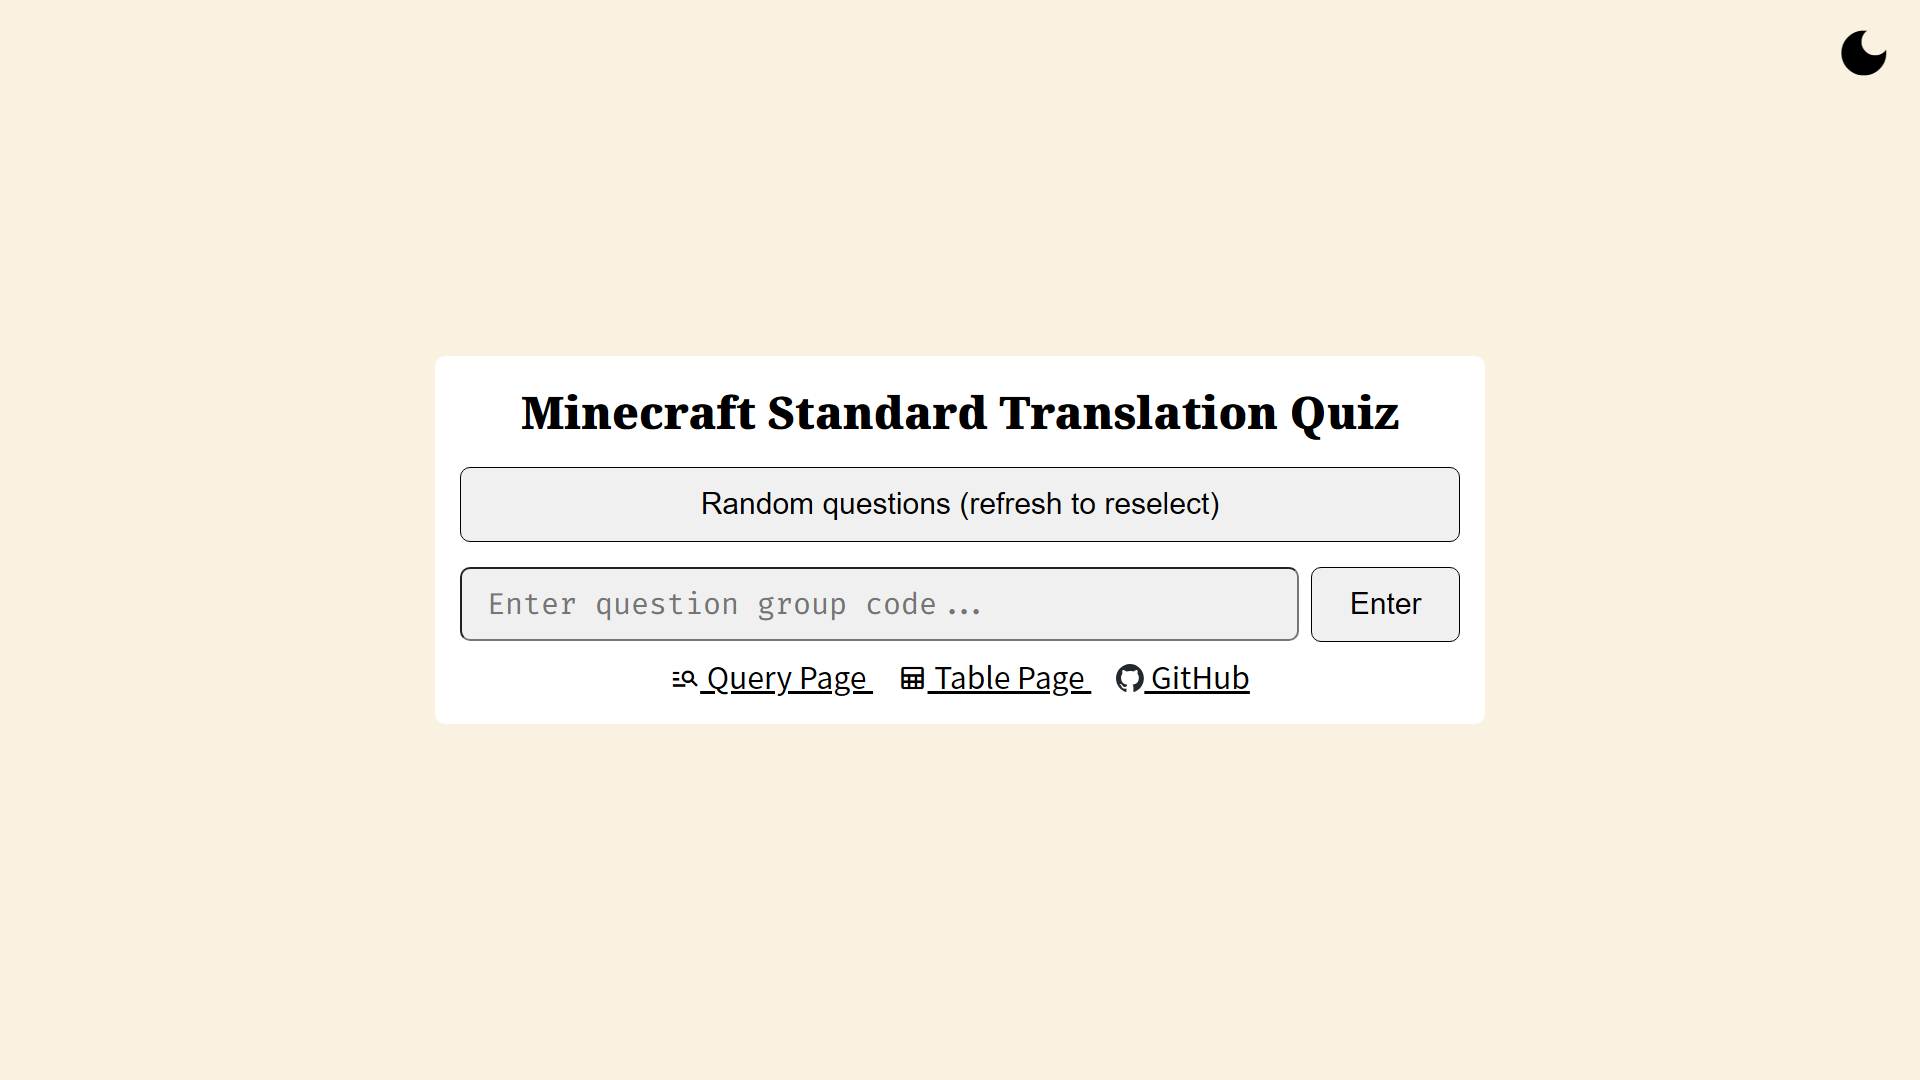 Minecraft Standard Translation Quiz
Random questions (refresh to reselect)
Enter question group code...
Enter
Query Page Table Page GitHub